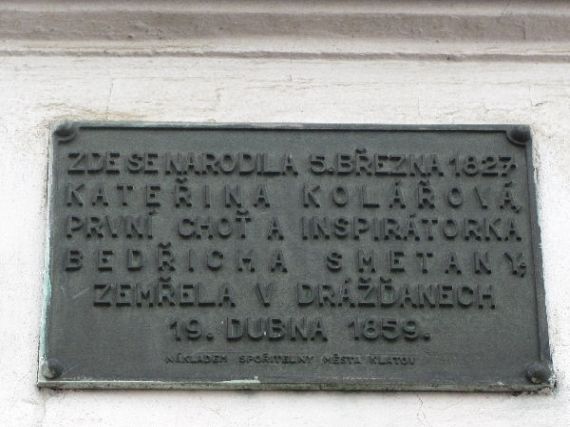 ZDE SE NARODILA 5. BŘEZNA 1827
KATEŘINA KOLÁŘOVÁ,
PRVNÍ CHOŤ A INSPIRÁTORKA
BEDŘICHA SMETANY,
ZEMŘELA V DRÁŽĎANECH
19. DUBNA 1859.
NÁKLADEM SPOŘITELNY MĚSTA KLATOV